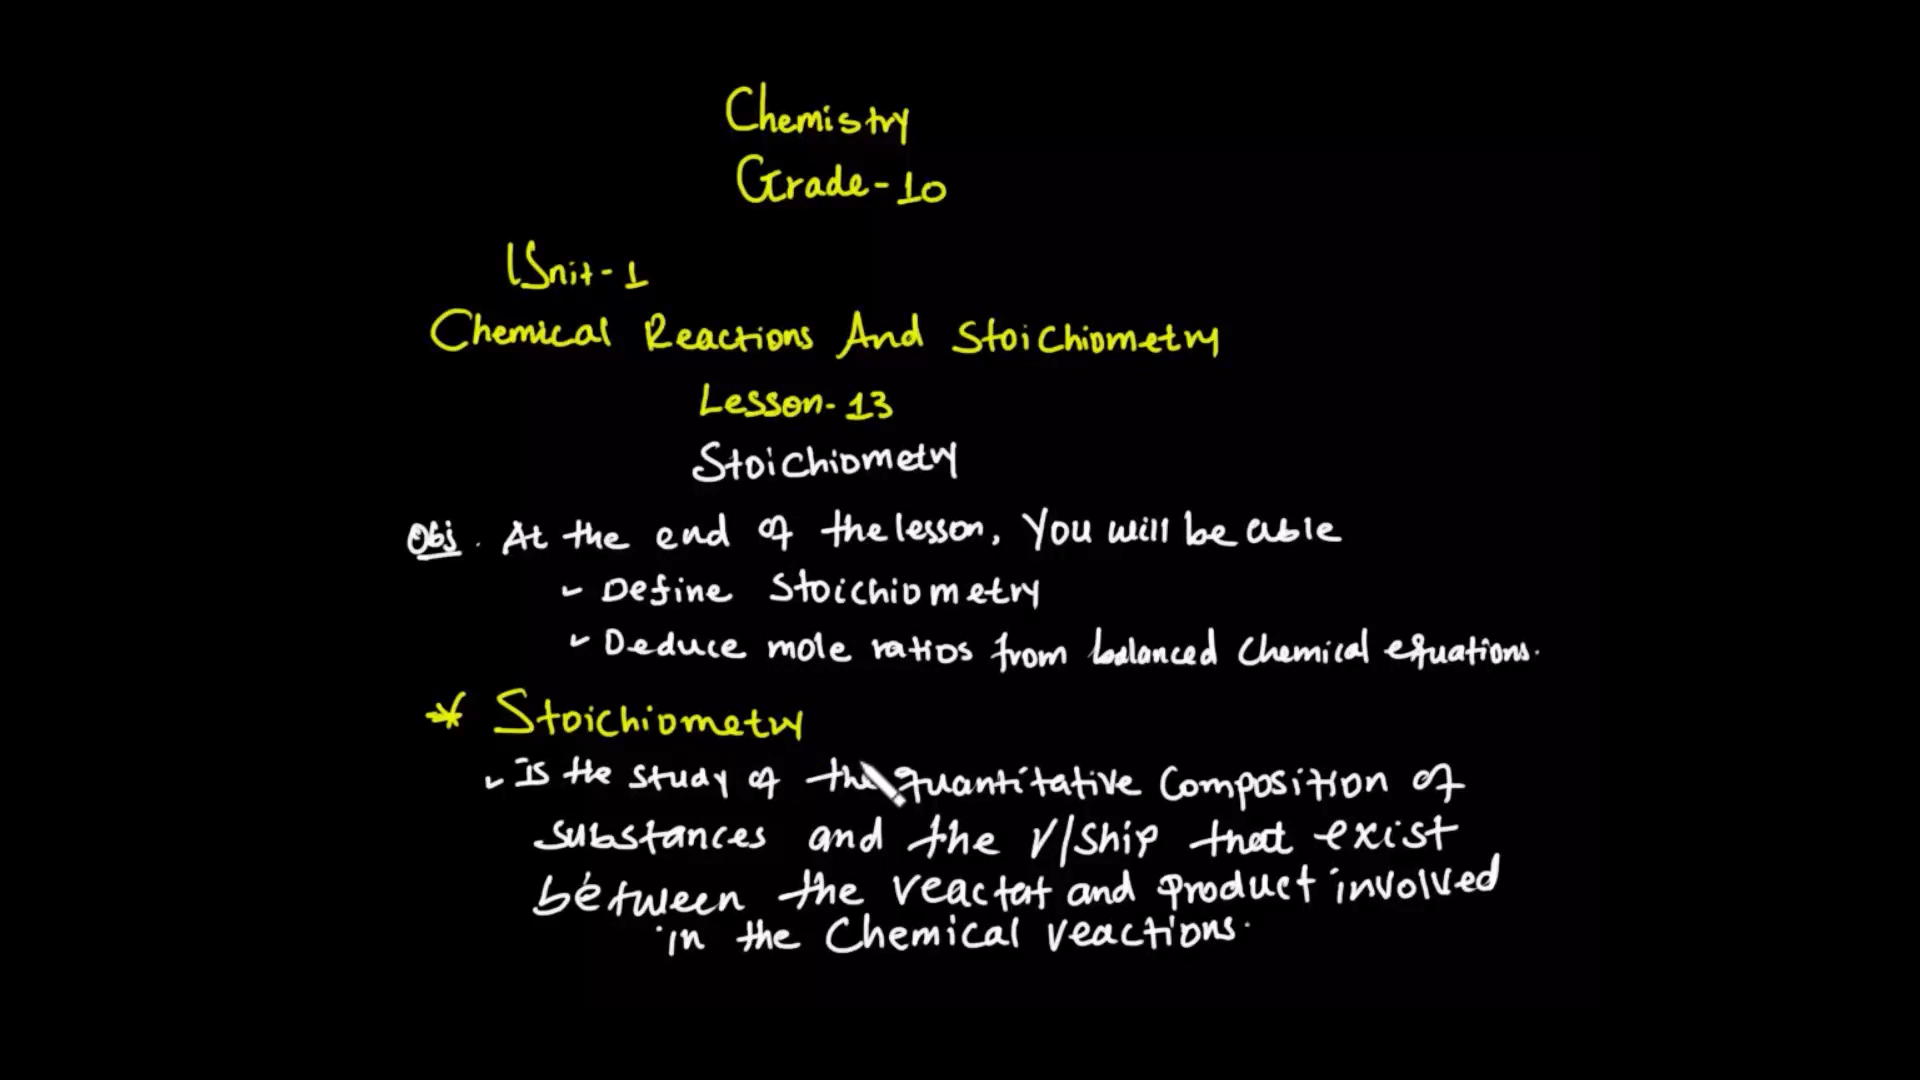 Chemistry
Grade-10
Unit-1
Chemical Reactions And Stoichiometry
Lesson-13
Stoichiometry
Obj. At the end of the lesson, You will be able
✓ Define Stoichiometry
✓ Deduce mole ratios from balanced Chemical equations.
* Stoichiometry
✓ is the study of the quantitative Composition of
substances and the r/ship that exist
between the reactat and product involved
in the Chemical reactions.